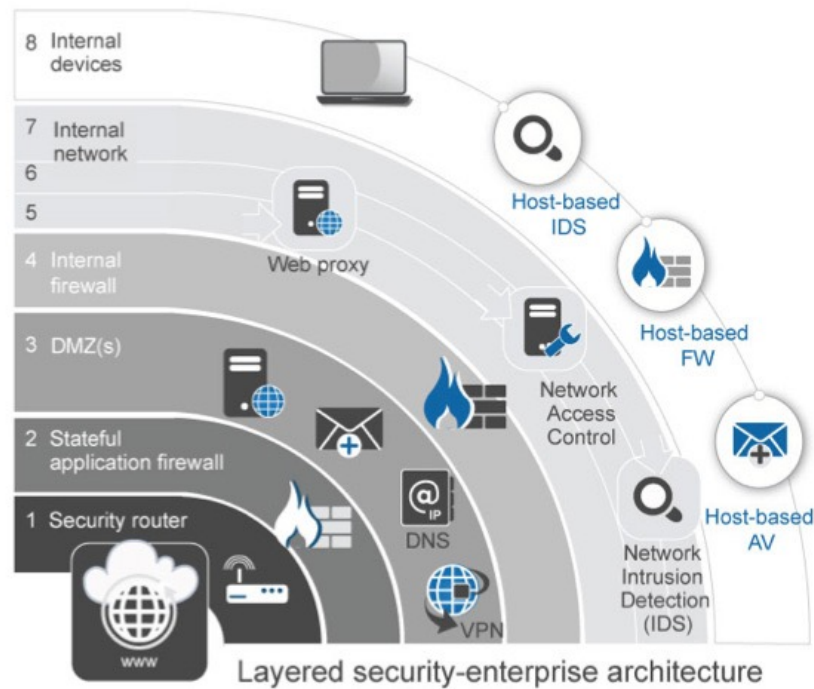 8 Internal
devices
7 Internal
network
6
5
4 Internal
firewall
3 DMZ(s)
2 Stateful
application firewall
1 Security router
www
Web proxy
@
IP
DNS
VPN
Network
Access
Control
Network
Intrusion
Detection
(IDS)
Host-based
IDS
Host-based
FW
Host-based
AV
Layered security-enterprise architecture